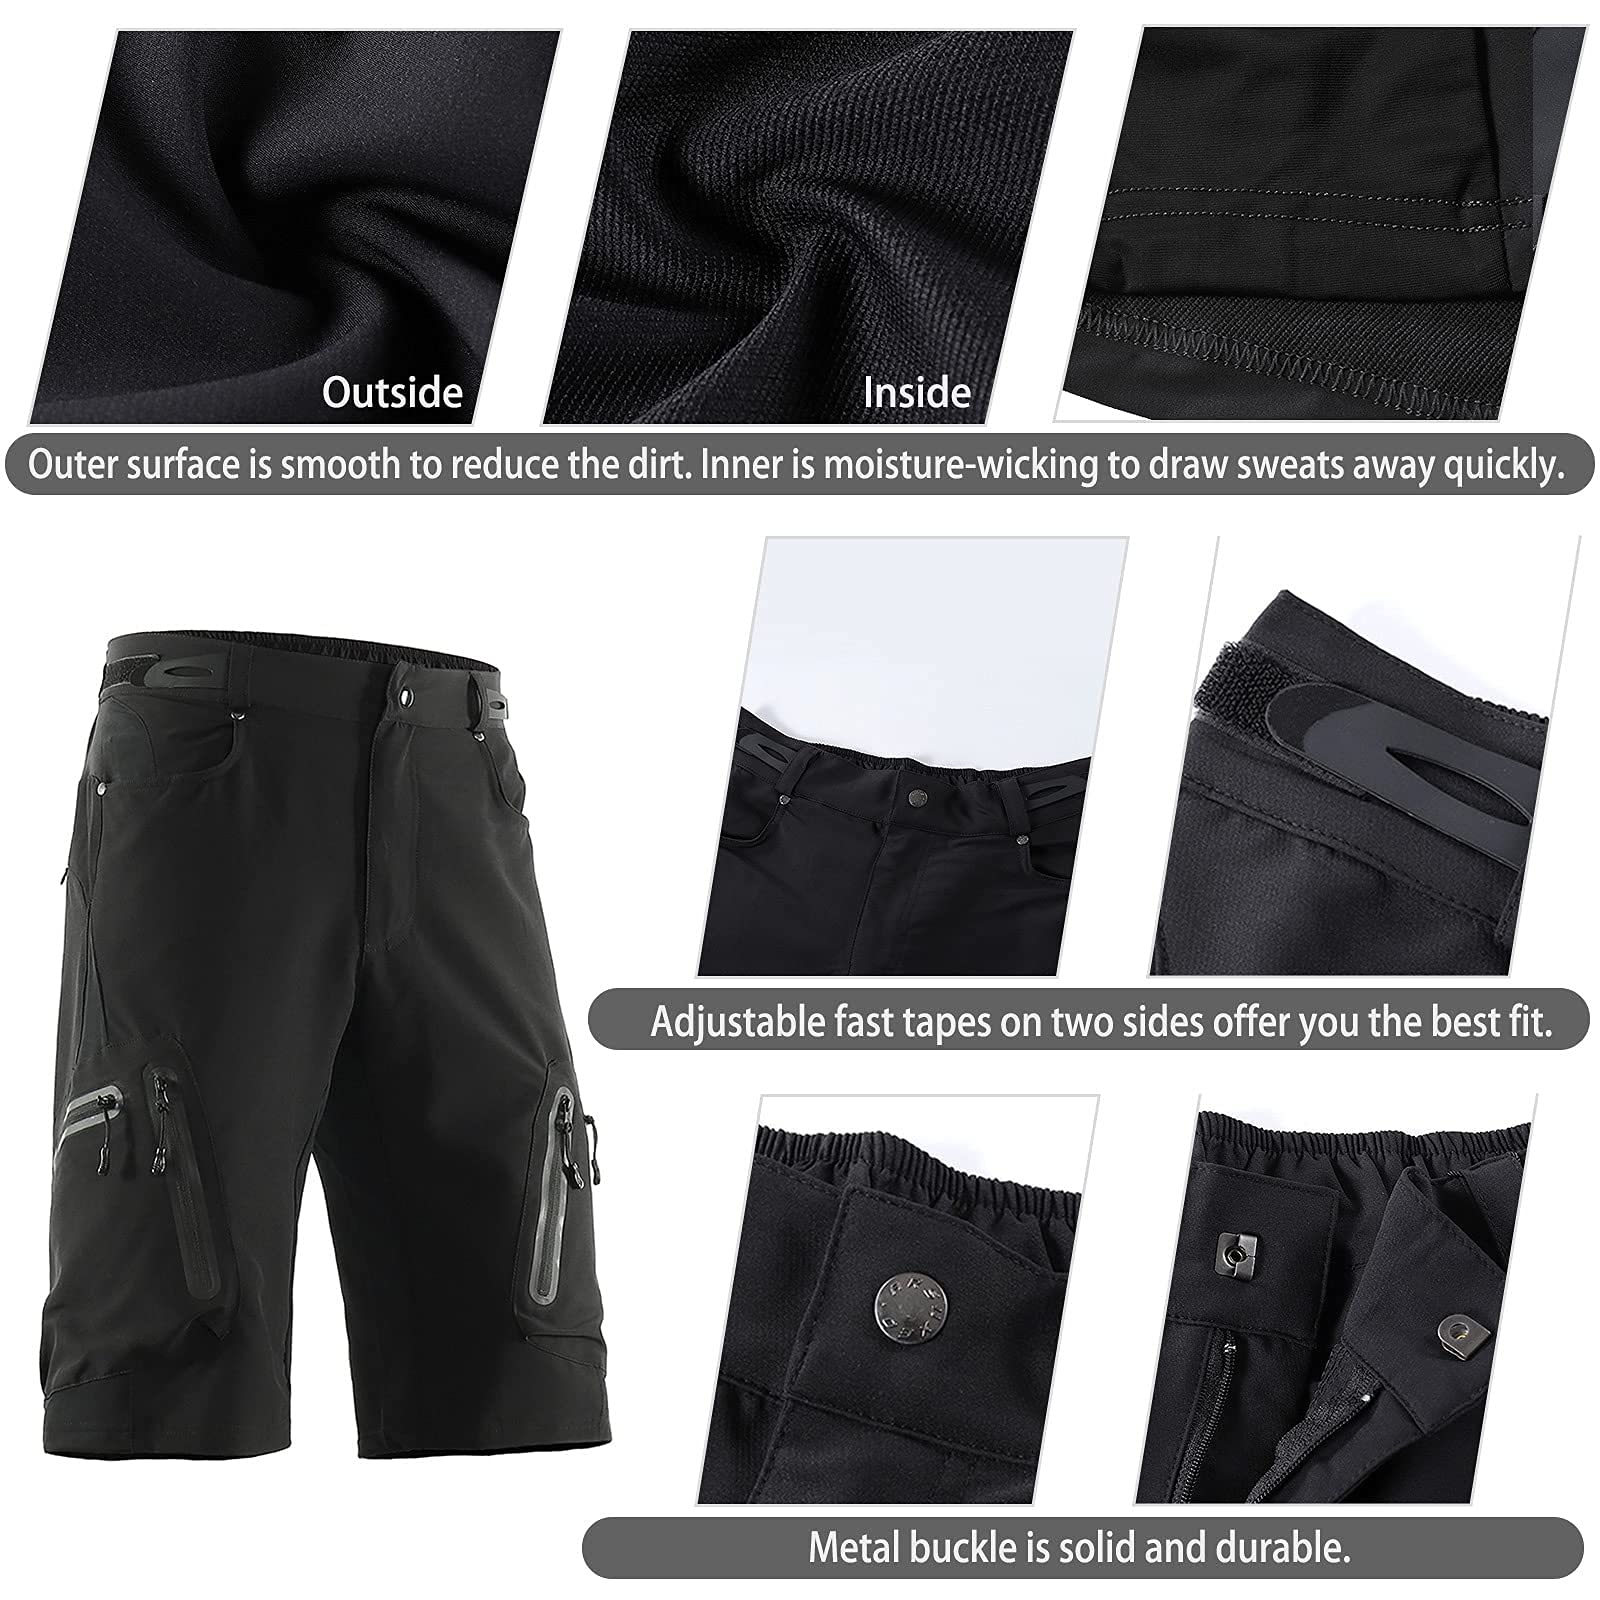 Outside
Inside
Outer surface is smooth to reduce the dirt. Inner is moisture-wicking to draw sweats away quickly.
Adjustable fast tapes on two sides offer you the best fit.
Metal buckle is solid and durable.